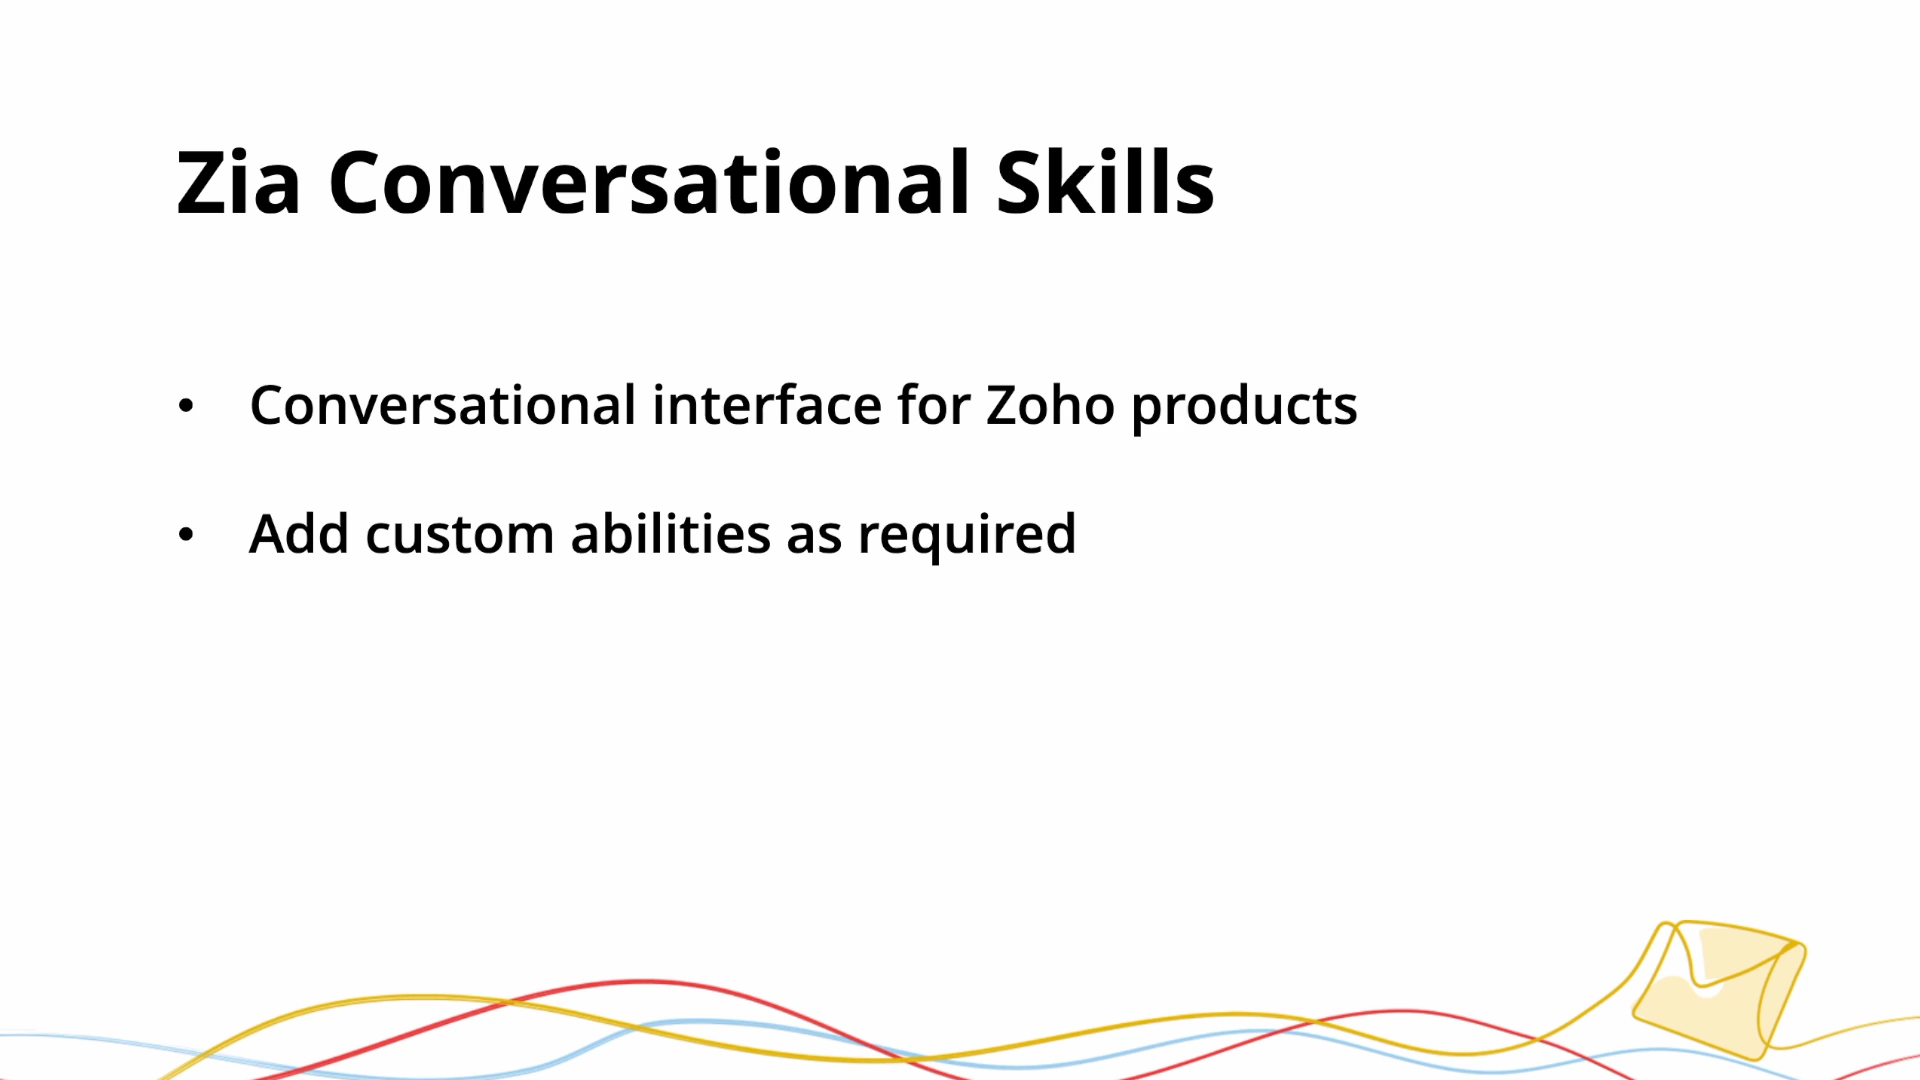 Zia Conversational Skills
• Conversational interface for Zoho products
• Add custom abilities as required